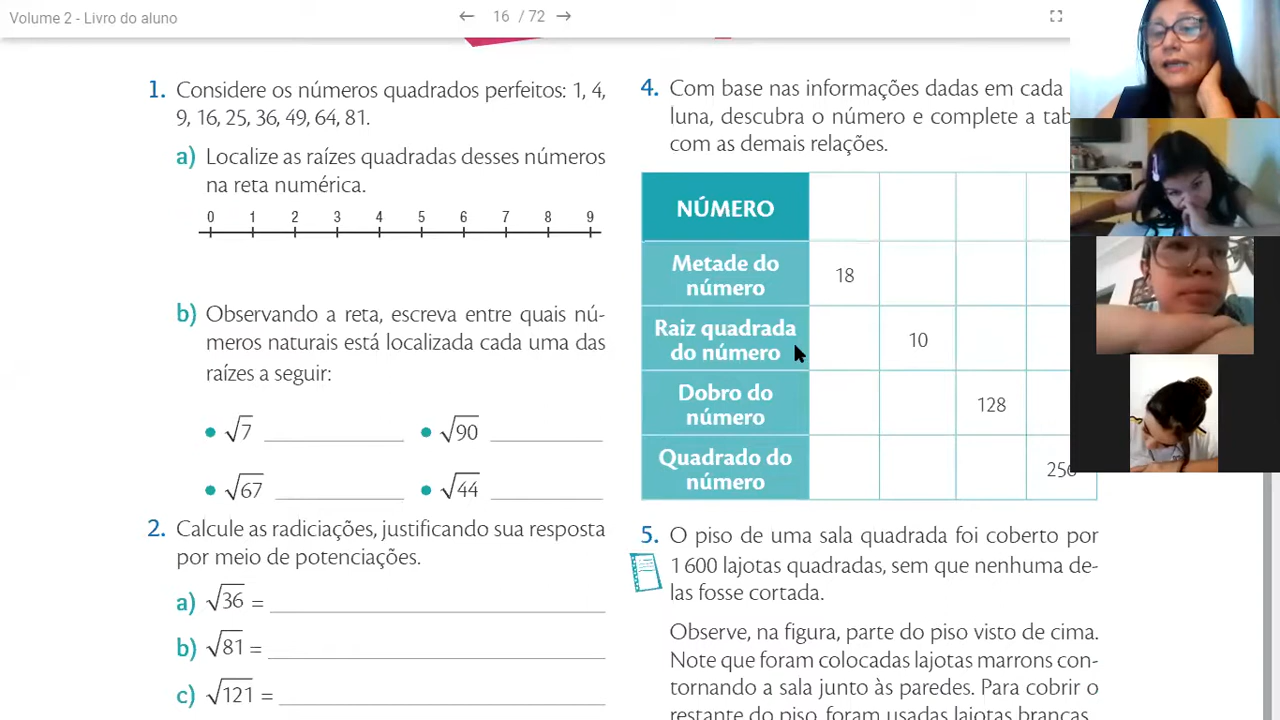 Volume 2 - Livro do aluno
← 16 / 72 →
1. Considere os números quadrados perfeitos: 1, 4,
9, 16, 25, 36, 49, 64, 81.
a) Localize as raízes quadradas desses números
na reta numérica.
0 1 2 3 4 5 6 7 8 9
b) Observando a reta, escreva entre quais nú-
meros naturais está localizada cada uma das
raízes a seguir:
• √7 • √90
• √67 • √44
2. Calcule as radiciações, justificando sua resposta
por meio de potenciações.
a) √36 =
b) √81 =
c) √121 =
4. Com base nas informações dadas em cada
luna, descubra o número e complete a tab
com as demais relações.
NÚMERO
Metade do
número
18
Raiz quadrada
do número
10
Dobro do
número
128
Quadrado do
número
5. O piso de uma sala quadrada foi coberto por
1 600 lajotas quadradas, sem que nenhuma de-
las fosse cortada.
Observe, na figura, parte do piso visto de cima.
Note que foram colocadas lajotas marrons con-
tornando a sala junto às paredes. Para cobrir o
restante do piso, foram usadas lajotas brancas,